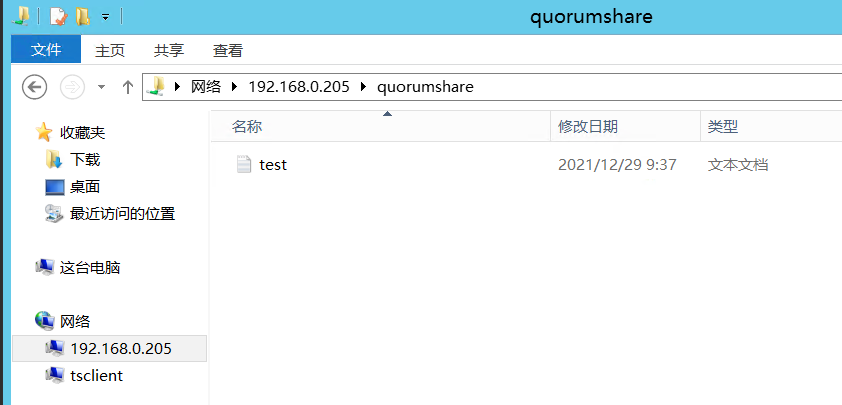 quorumshare
文件 主页 共享 查看
网络 192.168.0.205 quorumshare
名称 修改日期 类型
test 2021/12/29 9:37 文本文档
收藏夹
下载
桌面
最近访问的位置
这台电脑
网络
192.168.0.205
tsclient